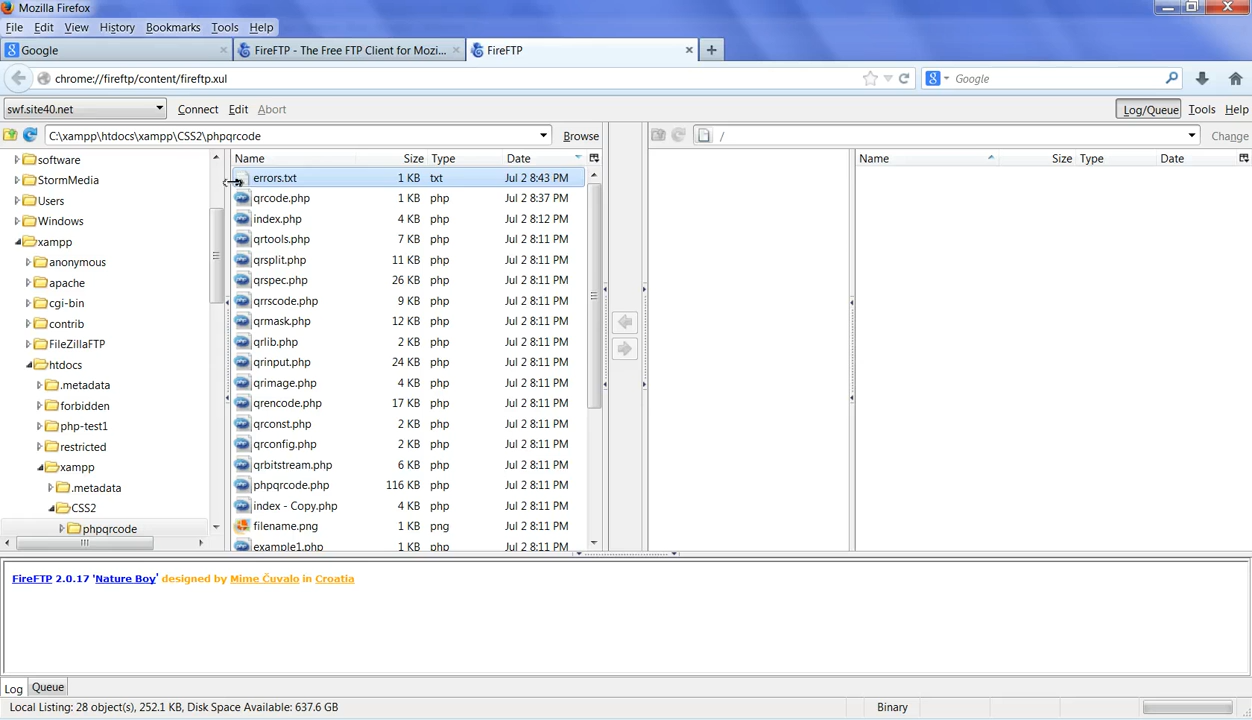 Mozilla Firefox
File Edit View History Bookmarks Tools Help
Google
FireFTP - The Free FTP Client for Mozi...
FireFTP
chrome://fireftp/content/fireftp.xul
Google
swf.site40.net
Connect Edit Abort
Log/Queue Tools Help
C:\xampp\htdocs\xampp\CSS2\phpqrcode
Browse
/
Change
software
StormMedia
Users
Windows
xampp
anonymous
apache
cgi-bin
contrib
FileZillaFTP
htdocs
.metadata
forbidden
php-test1
restricted
xampp
.metadata
CSS2
phpqrcode
Name Size Type Date
errors.txt 1 KB txt Jul 2 8:43 PM
qrcode.php 1 KB php Jul 2 8:37 PM
index.php 4 KB php Jul 2 8:12 PM
qrtools.php 7 KB php Jul 2 8:11 PM
qrsplit.php 11 KB php Jul 2 8:11 PM
qrspec.php 26 KB php Jul 2 8:11 PM
qrrscode.php 9 KB php Jul 2 8:11 PM
qrmask.php 12 KB php Jul 2 8:11 PM
qrlib.php 2 KB php Jul 2 8:11 PM
qrinput.php 24 KB php Jul 2 8:11 PM
qrimage.php 4 KB php Jul 2 8:11 PM
qrencode.php 17 KB php Jul 2 8:11 PM
qrconst.php 2 KB php Jul 2 8:11 PM
qrconfig.php 2 KB php Jul 2 8:11 PM
qrbitstream.php 6 KB php Jul 2 8:11 PM
phpqrcode.php 116 KB php Jul 2 8:11 PM
index - Copy.php 4 KB php Jul 2 8:11 PM
filename.png 1 KB png Jul 2 8:11 PM
example1.php 1 KB php Jul 2 8:11 PM
Name Size Type Date
FireFTP 2.0.17 'Nature Boy' designed by Mime Čuvalo in Croatia
Log Queue
Local Listing: 28 object(s), 252.1 KB, Disk Space Available: 637.6 GB
Binary